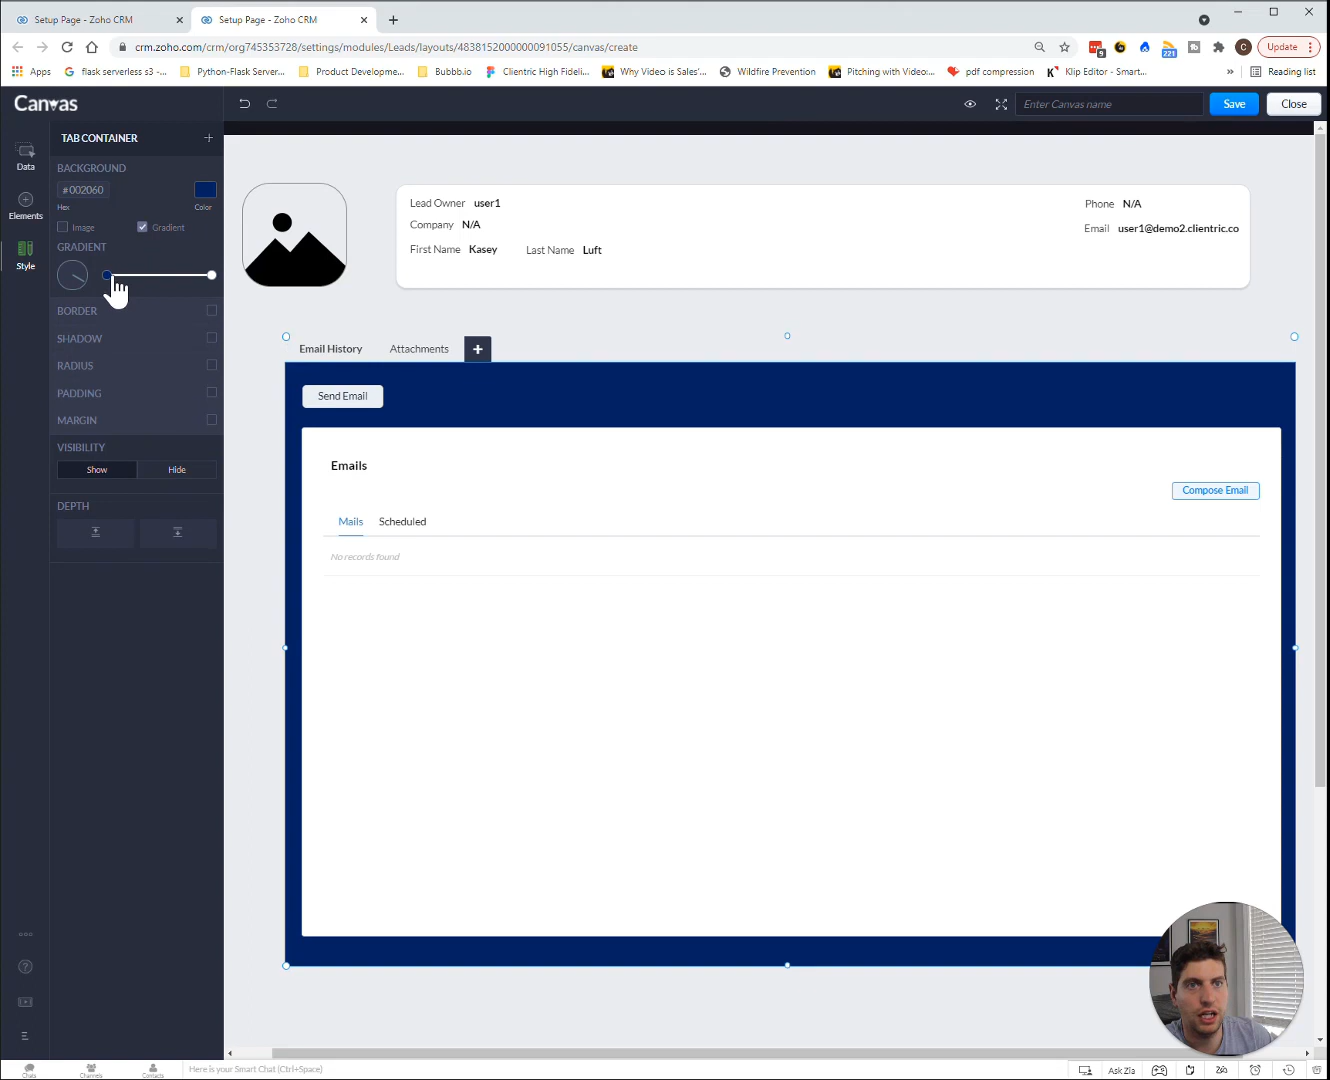 Setup Page - Zoho CRM
Setup Page - Zoho CRM
crm.zoho.com/crm/org745353728/settings/modules/Leads/layouts/4838152000000091055/canvas/create
Update
Apps
flask serverless s3 -...
Python-Flask Server...
Product Developme...
Bubbb.io
Clientric High Fideli...
Why Video is Sales'...
Wildfire Prevention
Pitching with Video:...
pdf compression
Klip Editor - Smart...
»
Reading list
9
221
C
Canvas
Enter Canvas name
Save
Close
Data
Elements
Style
TAB CONTAINER
BACKGROUND
#002060
Hex
Color
Image
Gradient
GRADIENT
BORDER
SHADOW
RADIUS
PADDING
MARGIN
VISIBILITY
Show
Hide
DEPTH
Lead Owner user1
Company N/A
First Name Kasey
Last Name Luft
Phone N/A
Email user1@demo2.clientric.co
Email History
Attachments
+
Send Email
Emails
Compose Email
Mails
Scheduled
No records found
Chats
Channels
Contacts
Here is your Smart Chat (Ctrl+Space)
Ask Zia